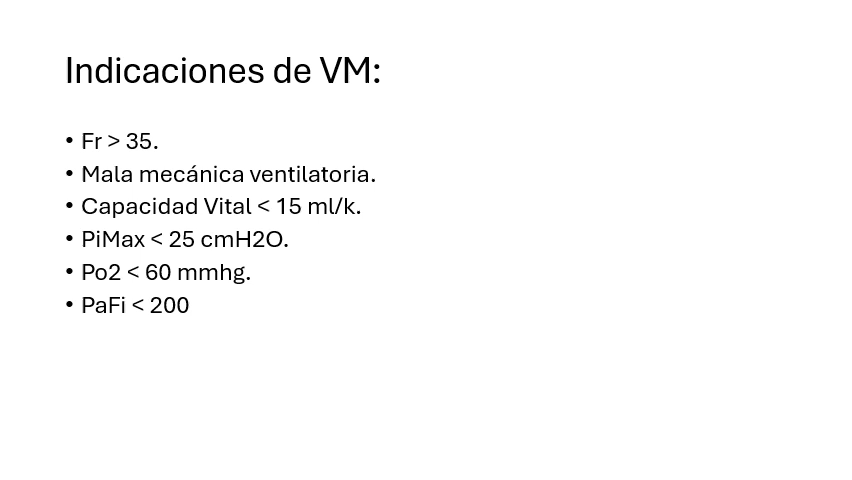 Indicaciones de VM:
• Fr > 35.
• Mala mecánica ventilatoria.
• Capacidad Vital < 15 ml/k.
• PiMax < 25 cmH2O.
• Po2 < 60 mmhg.
• PaFi < 200